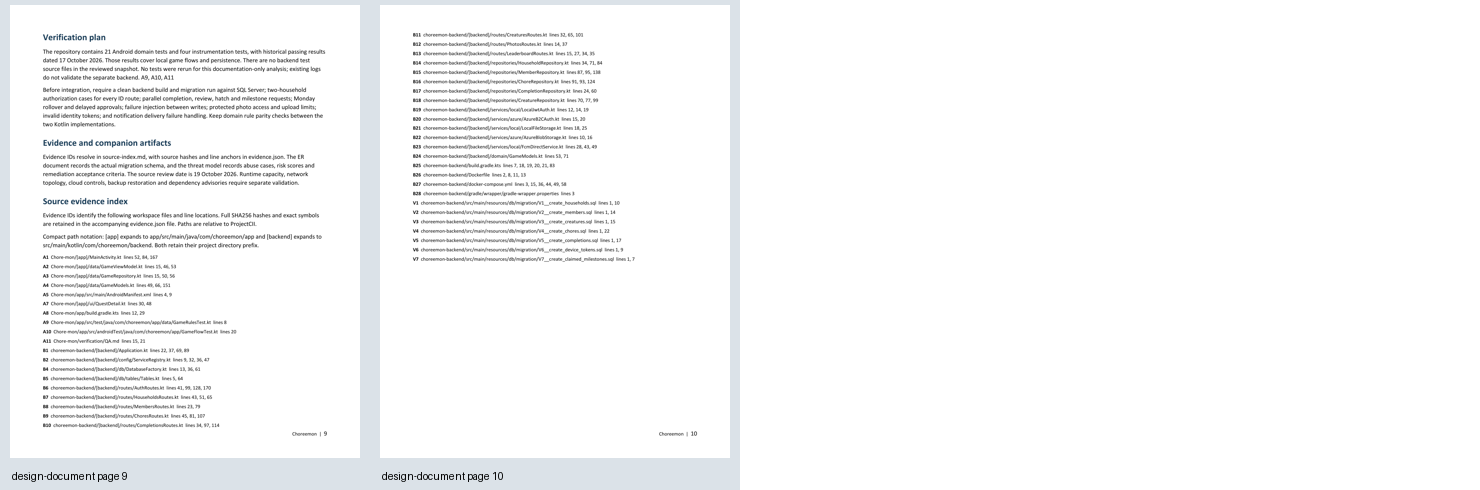 Verification plan
The repository contains 21 Android domain tests and four instrumentation tests, with historical passing results
dated 17 October 2026. Those results cover local game flows and persistence. There are no backend test
source files in the reviewed snapshot. No tests were rerun for this documentation-only analysis; existing logs
do not validate the separate backend. A9, A10, A11
Before integration, require a clean backend build and migration run against SQL Server; two-household
authorization cases for every ID route; parallel completion, review, hatch and milestone requests; Monday
rollover and delayed approvals; failure injection between writes; protected photo access and upload limits;
invalid identity tokens; and notification delivery failure handling. Keep domain rule parity checks between the
two Kotlin implementations.
Evidence and companion artifacts
Evidence IDs resolve in source-index.md, with source hashes and line anchors in evidence.json. The ER
document records the actual migration schema, and the threat model records abuse cases, risk scores and
remediation acceptance criteria. The source review date is 19 October 2026. Runtime capacity, network
topology, cloud controls, backup restoration and dependency advisories require separate validation.
Source evidence index
Evidence IDs identify the following workspace files and line locations. Full SHA256 hashes and exact symbols
are retained in the accompanying evidence.json file. Paths are relative to ProjectCII.
Compact path notation: [app] expands to app/src/main/java/com/choreemon/app and [backend] expands to
src/main/kotlin/com/choreemon/backend. Both retain their project directory prefix.
A1 Chore-mon/[app]/MainActivity.kt lines 52, 84, 167
A2 Chore-mon/[app]/data/GameViewModel.kt lines 15, 46, 53
A3 Chore-mon/[app]/data/GameRepository.kt lines 15, 50, 56
A4 Chore-mon/[app]/data/GameModels.kt lines 49, 66, 151
A5 Chore-mon/app/src/main/AndroidManifest.xml lines 4, 9
A7 Chore-mon/[app]/ui/QuestDetail.kt lines 30, 48
A8 Chore-mon/app/build.gradle.kts lines 12, 29
A9 Chore-mon/app/src/test/java/com/choreemon/app/data/GameRulesTest.kt lines 8
A10 Chore-mon/app/src/androidTest/java/com/choreemon/app/GameFlowTest.kt lines 20
A11 Chore-mon/verification/QA.md lines 15, 21
B1 choreemon-backend/[backend]/Application.kt lines 22, 37, 69, 89
B2 choreemon-backend/[backend]/config/ServiceRegistry.kt lines 9, 32, 36, 47
B4 choreemon-backend/[backend]/db/DatabaseFactory.kt lines 13, 36, 61
B5 choreemon-backend/[backend]/db/tables/Tables.kt lines 5, 64
B6 choreemon-backend/[backend]/routes/AuthRoutes.kt lines 41, 99, 128, 170
B7 choreemon-backend/[backend]/routes/HouseholdsRoutes.kt lines 43, 51, 65
B8 choreemon-backend/[backend]/routes/MembersRoutes.kt lines 23, 79
B9 choreemon-backend/[backend]/routes/ChoresRoutes.kt lines 45, 81, 107
B10 choreemon-backend/[backend]/routes/CompletionsRoutes.kt lines 34, 97, 114
Choreemon | 9
design-document page 9
B11 choreemon-backend/[backend]/routes/CreaturesRoutes.kt lines 32, 65, 101
B12 choreemon-backend/[backend]/routes/PhotosRoutes.kt lines 14, 37
B13 choreemon-backend/[backend]/routes/LeaderboardRoutes.kt lines 15, 27, 34, 35
B14 choreemon-backend/[backend]/repositories/HouseholdRepository.kt lines 34, 71, 84
B15 choreemon-backend/[backend]/repositories/MemberRepository.kt lines 87, 95, 138
B16 choreemon-backend/[backend]/repositories/ChoreRepository.kt lines 91, 93, 124
B17 choreemon-backend/[backend]/repositories/CompletionRepository.kt lines 24, 60
B18 choreemon-backend/[backend]/repositories/CreatureRepository.kt lines 70, 77, 99
B19 choreemon-backend/[backend]/services/local/LocalJwtAuth.kt lines 12, 14, 19
B20 choreemon-backend/[backend]/services/azure/AzureB2CAuth.kt lines 15, 20
B21 choreemon-backend/[backend]/services/local/LocalFileStorage.kt lines 18, 25
B22 choreemon-backend/[backend]/services/azure/AzureBlobStorage.kt lines 10, 16
B23 choreemon-backend/[backend]/services/local/FcmDirectService.kt lines 28, 43, 49
B24 choreemon-backend/[backend]/domain/GameModels.kt lines 53, 71
B25 choreemon-backend/build.gradle.kts lines 7, 18, 19, 20, 21, 83
B26 choreemon-backend/Dockerfile lines 2, 8, 11, 13
B27 choreemon-backend/docker-compose.yml lines 3, 15, 36, 44, 49, 58
B28 choreemon-backend/gradle/wrapper/gradle-wrapper.properties lines 3
V1 choreemon-backend/src/main/resources/db/migration/V1__create_households.sql lines 1, 10
V2 choreemon-backend/src/main/resources/db/migration/V2__create_members.sql lines 1, 14
V3 choreemon-backend/src/main/resources/db/migration/V3__create_creatures.sql lines 1, 15
V4 choreemon-backend/src/main/resources/db/migration/V4__create_chores.sql lines 1, 22
V5 choreemon-backend/src/main/resources/db/migration/V5__create_completions.sql lines 1, 17
V6 choreemon-backend/src/main/resources/db/migration/V6__create_device_tokens.sql lines 1, 9
V7 choreemon-backend/src/main/resources/db/migration/V7__create_claimed_milestones.sql lines 1, 7
Choreemon | 10
design-document page 10